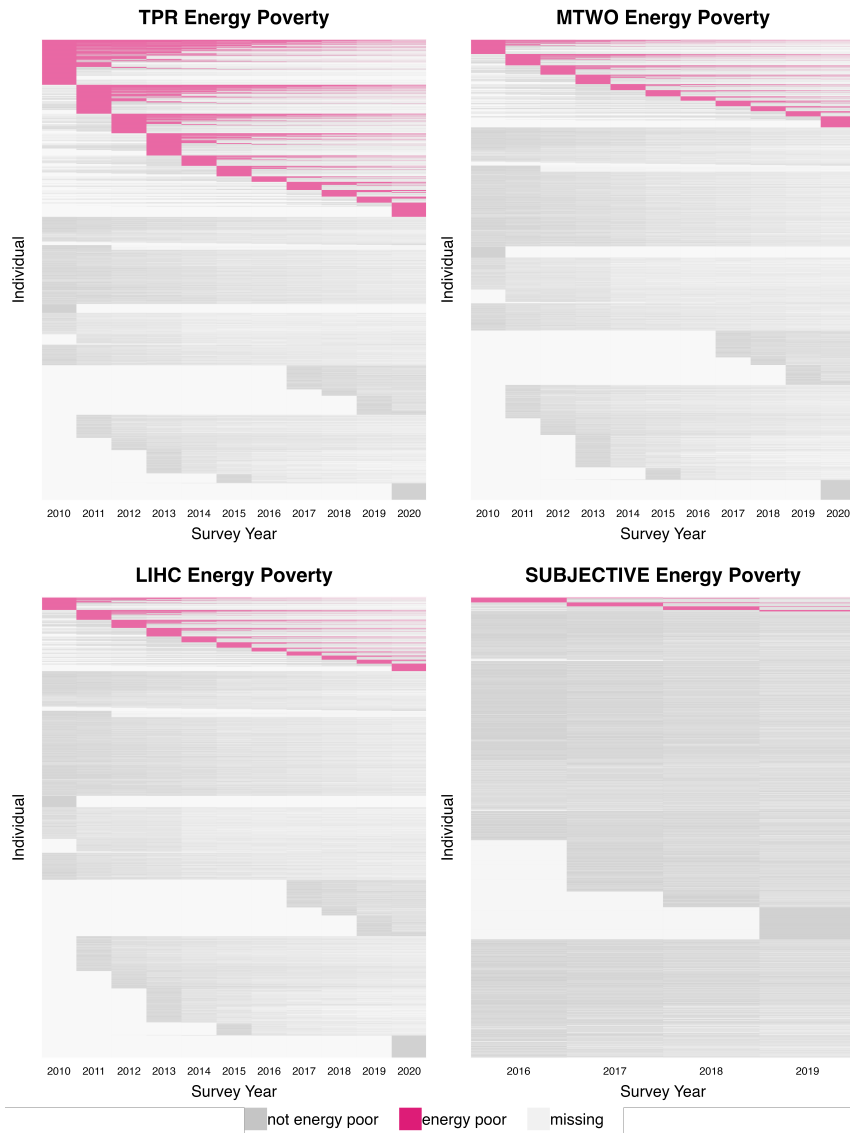 TPR Energy Poverty
Individual
2010 2011 2012 2013 2014 2015 2016 2017 2018 2019 2020
Survey Year
MTWO Energy Poverty
Individual
2010 2011 2012 2013 2014 2015 2016 2017 2018 2019 2020
Survey Year
LIHC Energy Poverty
Individual
2010 2011 2012 2013 2014 2015 2016 2017 2018 2019 2020
Survey Year
SUBJECTIVE Energy Poverty
Individual
2016 2017 2018 2019
Survey Year
not energy poor energy poor missing